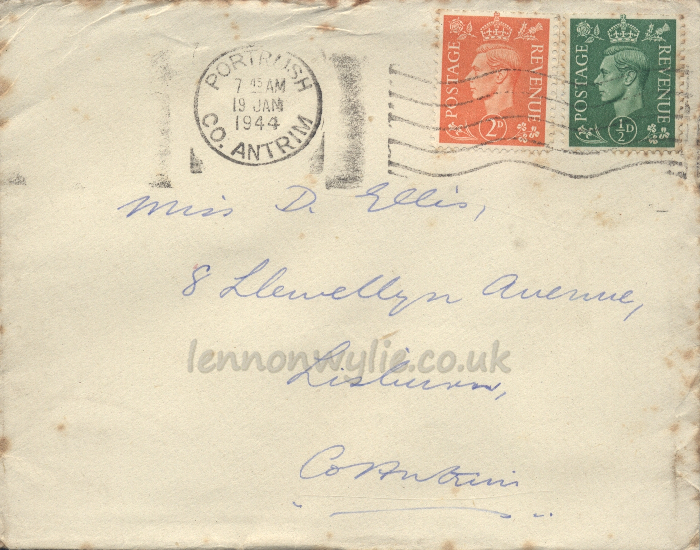 PORTRUSH
7 45 AM
19 JAN
1944
CO. ANTRIM
POSTAGE REVENUE
2D
POSTAGE REVENUE
½D
Miss D. Ellis,
8 Llewellyn Avenue,
lennonwylie.co.uk
Lisburn,
Co Antrim